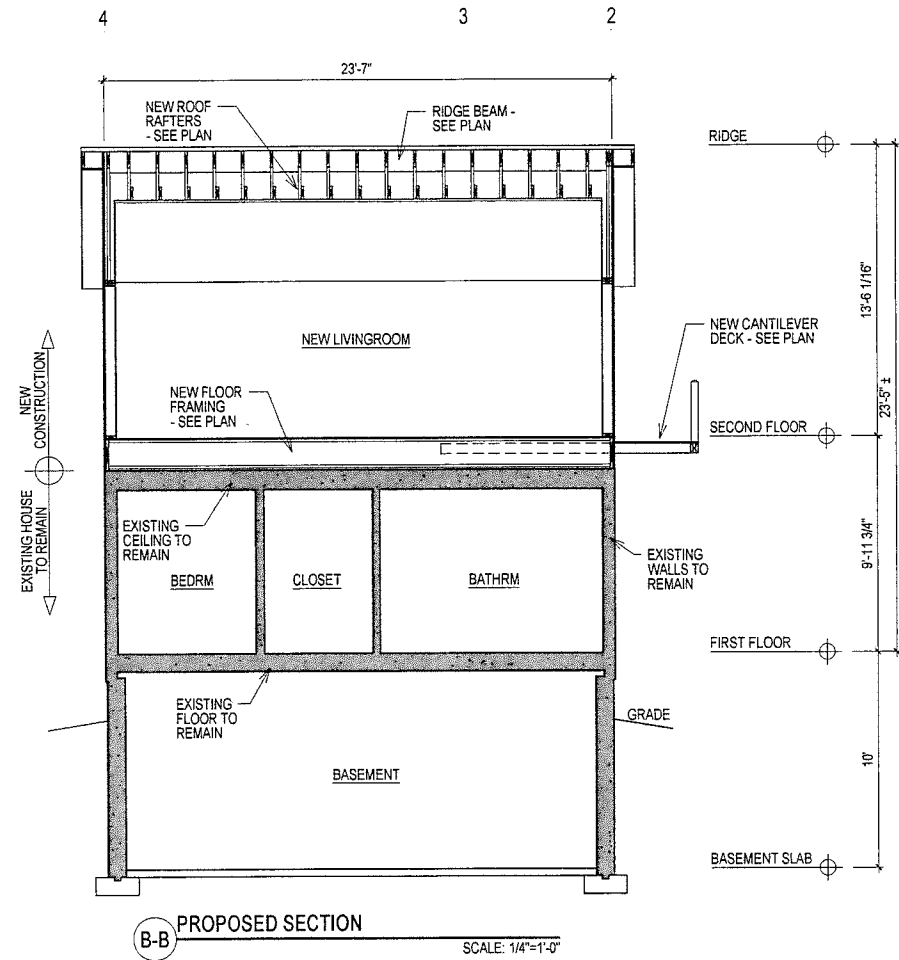 4
3
2
23'-7"
NEW ROOF
RAFTERS
- SEE PLAN
RIDGE BEAM -
SEE PLAN
RIDGE
13'-6 1/16"
23'-5" ±
NEW CANTILEVER
DECK - SEE PLAN
NEW LIVINGROOM
NEW
CONSTRUCTION
NEW FLOOR
FRAMING
- SEE PLAN
SECOND FLOOR
EXISTING HOUSE
TO REMAIN
EXISTING
CEILING TO
REMAIN
BEDRM
CLOSET
BATHRM
EXISTING
WALLS TO
REMAIN
9'-11 3/4"
FIRST FLOOR
EXISTING
FLOOR TO
REMAIN
GRADE
BASEMENT
10'
BASEMENT SLAB
B-B
PROPOSED SECTION
SCALE: 1/4"=1'-0"